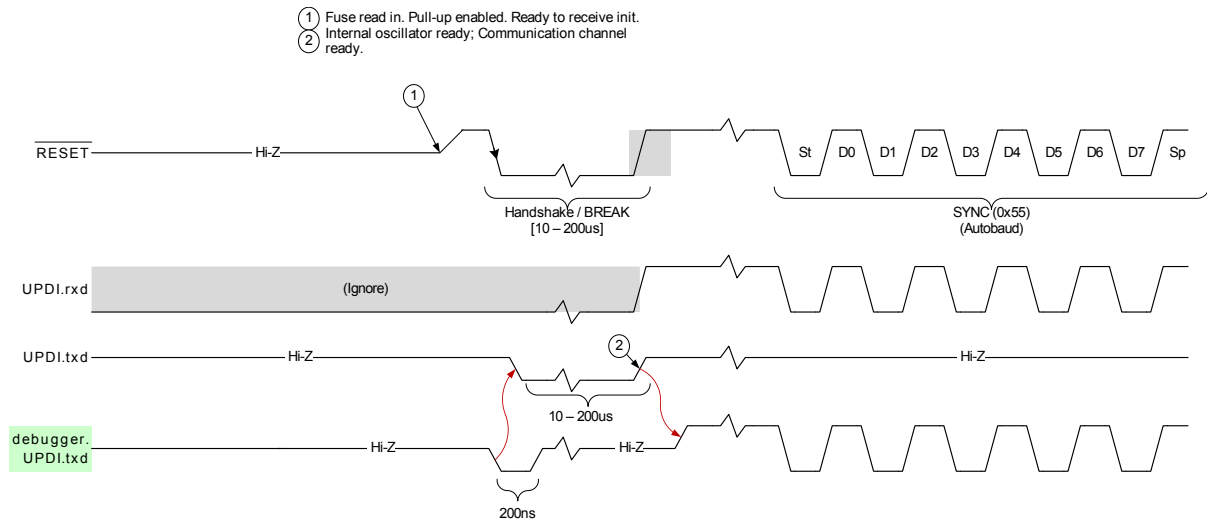 1 Fuse read in. Pull-up enabled. Ready to receive init.
2 Internal oscillator ready; Communication channel
ready.
1
RESET Hi-Z St D0 D1 D2 D3 D4 D5 D6 D7 Sp
Handshake / BREAK
[10 – 200us]
SYNC (0x55)
(Autobaud)
UPDI.rxd (Ignore)
2
UPDI.txd Hi-Z Hi-Z
10 – 200us
debugger.
UPDI.txd Hi-Z Hi-Z
200ns